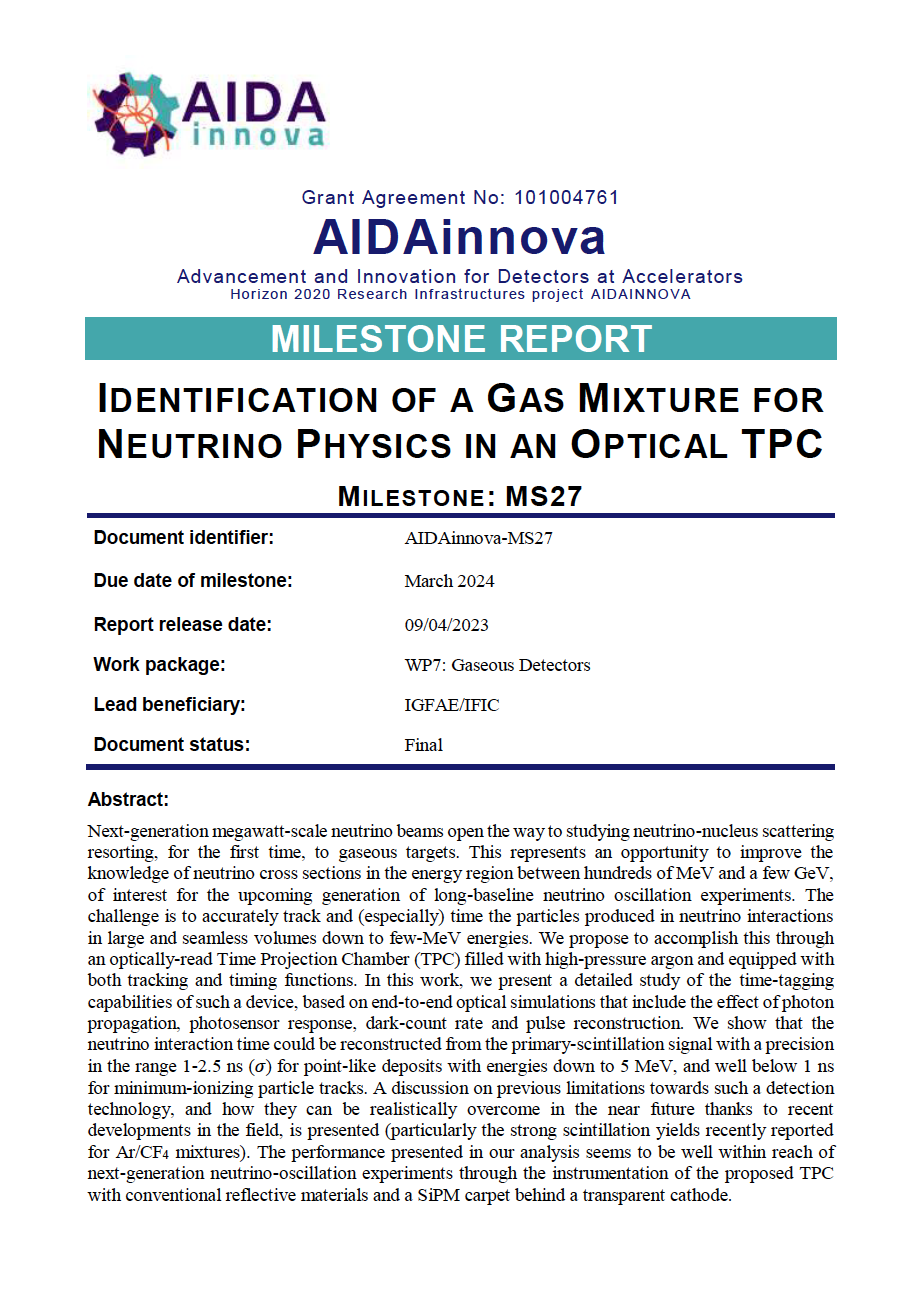 AIDA
innova
Grant Agreement No: 101004761
AIDAinnova
Advancement and Innovation for Detectors at Accelerators
Horizon 2020 Research Infrastructures project AIDAINNOVA
MILESTONE REPORT
IDENTIFICATION OF A GAS MIXTURE FOR
NEUTRINO PHYSICS IN AN OPTICAL TPC
MILESTONE: MS27
Document identifier: AIDAinnova-MS27
Due date of milestone: March 2024
Report release date: 09/04/2023
Work package: WP7: Gaseous Detectors
Lead beneficiary: IGFAE/IFIC
Document status: Final
Abstract:
Next-generation megawatt-scale neutrino beams open the way to studying neutrino-nucleus scattering
resorting, for the first time, to gaseous targets. This represents an opportunity to improve the
knowledge of neutrino cross sections in the energy region between hundreds of MeV and a few GeV,
of interest for the upcoming generation of long-baseline neutrino oscillation experiments. The
challenge is to accurately track and (especially) time the particles produced in neutrino interactions
in large and seamless volumes down to few-MeV energies. We propose to accomplish this through
an optically-read Time Projection Chamber (TPC) filled with high-pressure argon and equipped with
both tracking and timing functions. In this work, we present a detailed study of the time-tagging
capabilities of such a device, based on end-to-end optical simulations that include the effect of photon
propagation, photosensor response, dark-count rate and pulse reconstruction. We show that the
neutrino interaction time could be reconstructed from the primary-scintillation signal with a precision
in the range 1-2.5 ns (σ) for point-like deposits with energies down to 5 MeV, and well below 1 ns
for minimum-ionizing particle tracks. A discussion on previous limitations towards such a detection
technology, and how they can be realistically overcome in the near future thanks to recent
developments in the field, is presented (particularly the strong scintillation yields recently reported
for Ar/CF₄ mixtures). The performance presented in our analysis seems to be well within reach of
next-generation neutrino-oscillation experiments through the instrumentation of the proposed TPC
with conventional reflective materials and a SiPM carpet behind a transparent cathode.